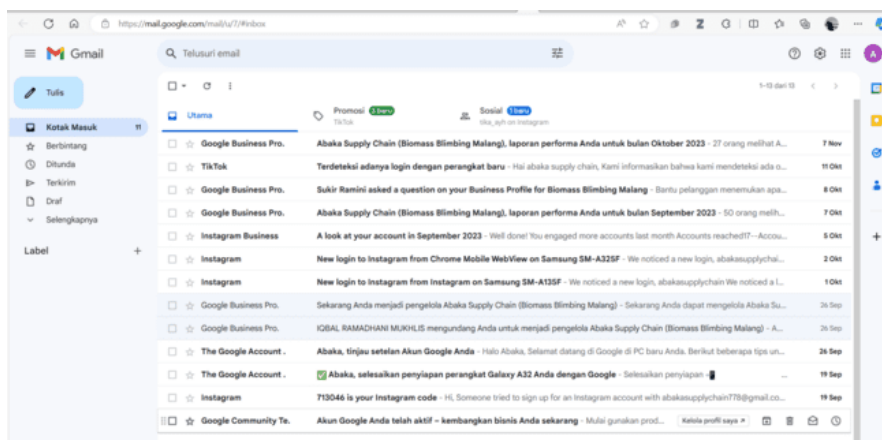 https://mail.google.com/mail/u/7/#inbox
Gmail
Telusuri email
Tulis
1–13 dari 13
Utama
Promosi 3 baru
TikTok
Sosial 1 baru
tika_ayh on Instagram
Kotak Masuk 11
Berbintang
Ditunda
Terkirim
Draf
Selengkapnya
Label
Google Business Pro. Abaka Supply Chain (Biomass Blimbing Malang), laporan performa Anda untuk bulan Oktober 2023 - 27 orang melihat A... 7 Nov
TikTok Terdeteksi adanya login dengan perangkat baru - Hai abaka supply chain, Kami informasikan bahwa kami mendeteksi ada o... 11 Okt
Google Business Pro. Sukir Ramini asked a question on your Business Profile for Biomass Blimbing Malang - Bantu pelanggan menemukan apa... 8 Okt
Google Business Pro. Abaka Supply Chain (Biomass Blimbing Malang), laporan performa Anda untuk bulan September 2023 - 50 orang melih... 7 Okt
Instagram Business A look at your account in September 2023 - Well done! You engaged more accounts last month Accounts reached17--Accou... 5 Okt
Instagram New login to Instagram from Chrome Mobile WebView on Samsung SM-A325F - We noticed a new login, abakasupplychai... 2 Okt
Instagram New login to Instagram from Instagram on Samsung SM-A135F - We noticed a new login, abakasupplychain We noticed a l... 1 Okt
Google Business Pro. Sekarang Anda menjadi pengelola Abaka Supply Chain (Biomass Blimbing Malang) - Sekarang Anda dapat mengelola Abaka Su... 26 Sep
Google Business Pro. IQBAL RAMADHANI MUKHLIS mengundang Anda untuk menjadi pengelola Abaka Supply Chain (Biomass Blimbing Malang) - A... 26 Sep
The Google Account . Abaka, tinjau setelan Akun Google Anda - Halo Abaka, Selamat datang di Google di PC baru Anda. Berikut beberapa tips un... 26 Sep
The Google Account . ✅ Abaka, selesaikan penyiapan perangkat Galaxy A32 Anda dengan Google - Selesaikan penyiapan ... 19 Sep
Instagram 713046 is your Instagram code - Hi, Someone tried to sign up for an Instagram account with abakasupplychain778@gmail.co... 19 Sep
Google Community Te. Akun Google Anda telah aktif – kembangkan bisnis Anda sekarang - Mulai gunakan prod... Kelola profil saya
A